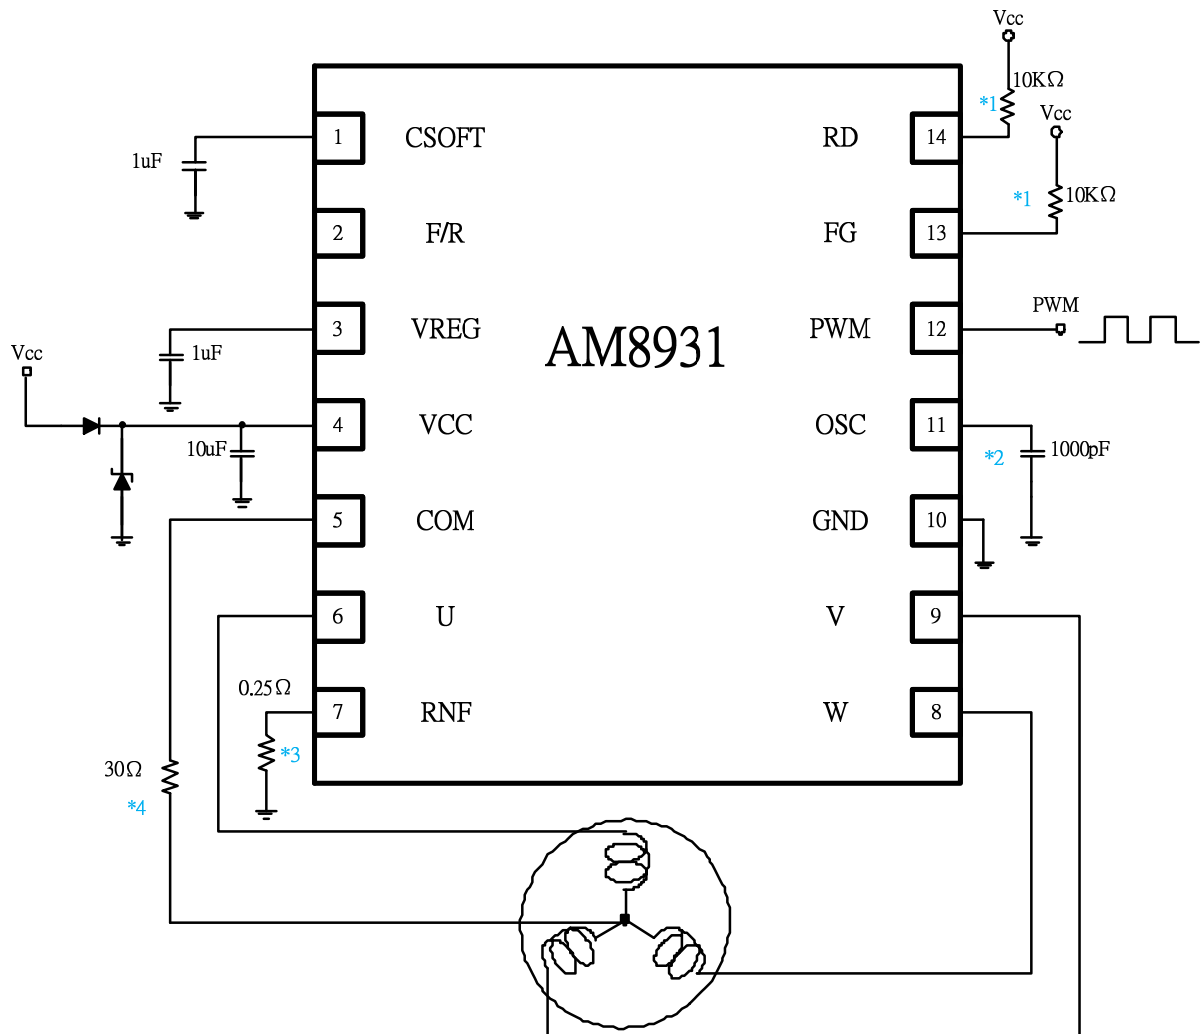 Vcc
10KΩ
*1
Vcc
1 CSOFT RD 14
1uF
*1 10KΩ
2 F/R FG 13
PWM
3 VREG AM8931 PWM 12
1uF
Vcc
4 VCC OSC 11
10uF
*2 1000pF
5 COM GND 10
6 U V 9
0.25Ω
7 RNF W 8
*3
30Ω
*4